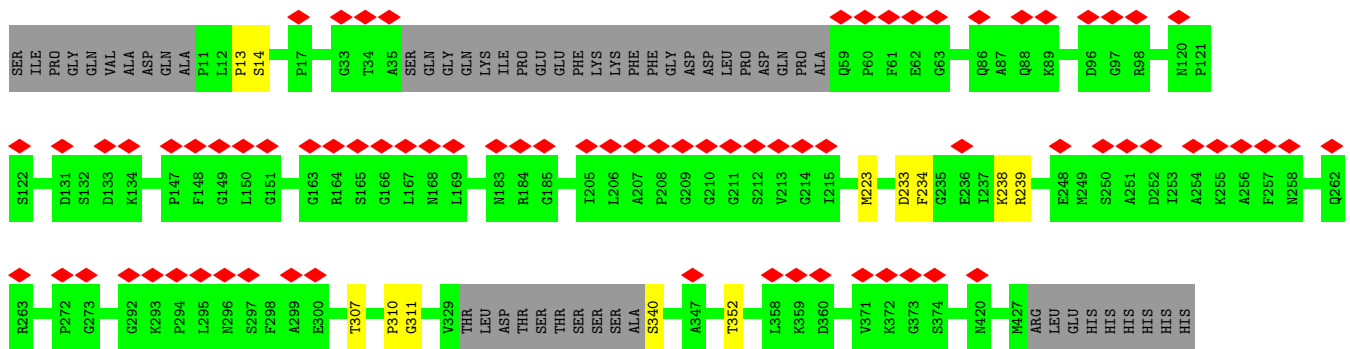 SER ILE PRO GLY GLN VAL ALA ASP GLN ALA P11 L12 P13 S14 P17 G33 T34 A35 SER GLN GLY GLN LYS ILE PRO GLU GLU PHE LYS LYS PHE PHE GLY ASP ASP LEU PRO ASP GLN PRO ALA Q59 P60 F61 E62 G63 Q86 A87 Q88 K89 D96 G97 R98 N120 P121
S122 D131 S132 D133 K134 P147 F148 G149 L150 G151 G163 R164 S165 G166 L167 N168 L169 N183 R184 G185 I205 L206 A207 P208 G209 G210 G211 S212 V213 G214 I215 M223 D233 F234 G235 E236 I237 K238 R239 E248 M249 S250 A251 D252 I253 A254 K255 A256 F257 N258 Q262
R263 P272 G273 G292 K293 P294 L295 N296 S297 F298 A299 E300 T307 P310 G311 V329 THR LEU ASP THR SER THR SER SER SER ALA S340 A347 T352 L358 K359 D360 V371 K372 G373 S374 N420 M427 ARG LEU GLU HIS HIS HIS HIS HIS HIS